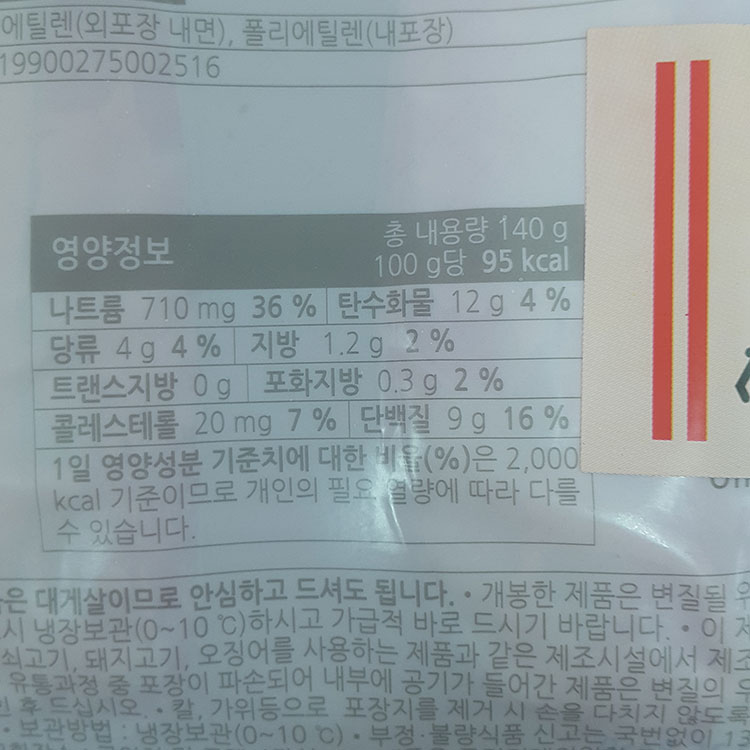 에틸렌(외포장 내면), 폴리에틸렌(내포장)
19900275002516
영양정보
총 내용량 140 g
100 g당 95 kcal
나트륨 710 mg 36 % 탄수화물 12 g 4 %
당류 4 g 4 % 지방 1.2 g 2 %
트랜스지방 0 g 포화지방 0.3 g 2 %
콜레스테롤 20 mg 7 % 단백질 9 g 16 %
1일 영양성분 기준치에 대한 비율(%)은 2,000
kcal 기준이므로 개인의 필요 열량에 따라 다를
수 있습니다.
은 대게살이므로 안심하고 드셔도 됩니다. • 개봉한 제품은 변질될
시 냉장보관(0~10 ℃)하시고 가급적 바로 드시기 바랍니다. • 이
쇠고기, 돼지고기, 오징어를 사용하는 제품과 같은 제조시설에서 제조
유통과정 중 포장이 파손되어 내부에 공기가 들어간 제품은 변질의
인 후 드십시오. • 칼, 가위등으로 포장지를 제거 시 손을 다치지 않도록
• 보관방법 : 냉장보관(0~10 ℃) • 부정·불량식품 신고는 국번없이